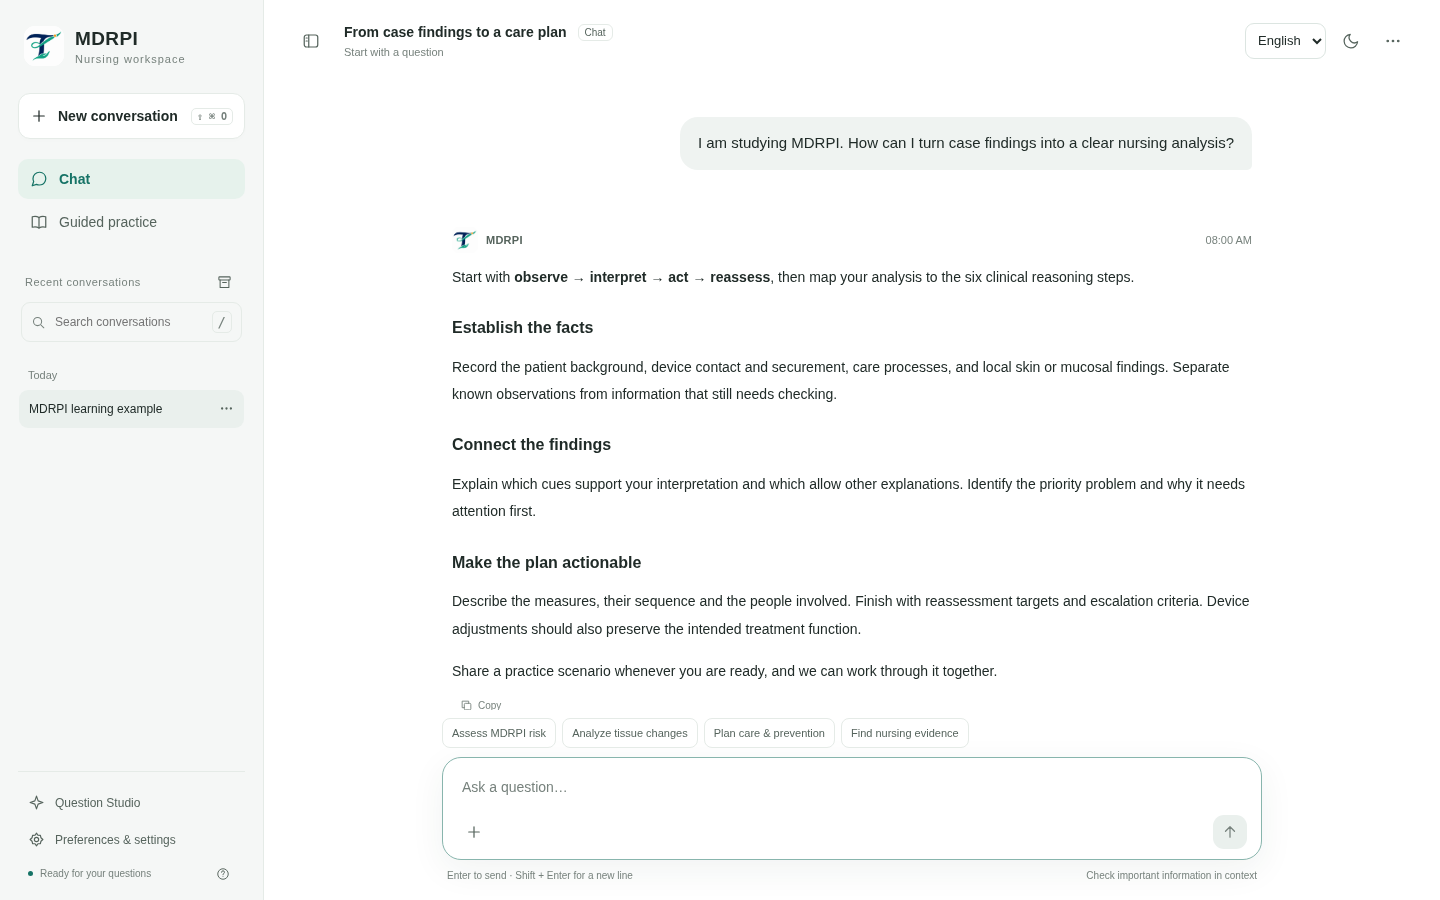 MDRPI
Nursing workspace
New conversation
⇧ ⌘ O
Chat
Guided practice
Recent conversations
Search conversations
/
Today
MDRPI learning example
Question Studio
Preferences & settings
Ready for your questions
From case findings to a care plan
Chat
Start with a question
English
I am studying MDRPI. How can I turn case findings into a clear nursing analysis?
MDRPI
08:00 AM
Start with observe → interpret → act → reassess, then map your analysis to the six clinical reasoning steps.
Establish the facts
Record the patient background, device contact and securement, care processes, and local skin or mucosal findings. Separate
known observations from information that still needs checking.
Connect the findings
Explain which cues support your interpretation and which allow other explanations. Identify the priority problem and why it needs
attention first.
Make the plan actionable
Describe the measures, their sequence and the people involved. Finish with reassessment targets and escalation criteria. Device
adjustments should also preserve the intended treatment function.
Share a practice scenario whenever you are ready, and we can work through it together.
Copy
Assess MDRPI risk
Analyze tissue changes
Plan care & prevention
Find nursing evidence
Ask a question…
Enter to send · Shift + Enter for a new line
Check important information in context